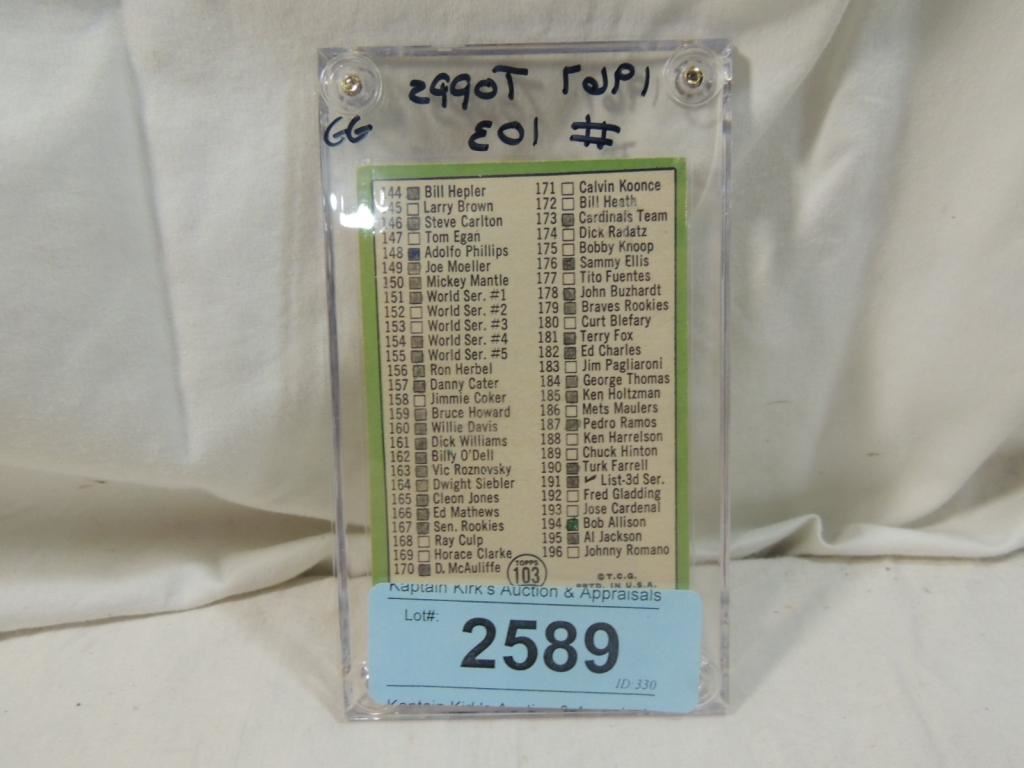 1967 TOPPS
# 103
GG
144 Bill Hepler
145 Larry Brown
146 Steve Carlton
147 Tom Egan
148 Adolfo Phillips
149 Joe Moeller
150 Mickey Mantle
151 World Ser. #1
152 World Ser. #2
153 World Ser. #3
154 World Ser. #4
155 World Ser. #5
156 Ron Herbel
157 Danny Cater
158 Jimmie Coker
159 Bruce Howard
160 Willie Davis
161 Dick Williams
162 Billy O'Dell
163 Vic Roznovsky
164 Dwight Siebler
165 Cleon Jones
166 Ed Mathews
167 Sen. Rookies
168 Ray Culp
169 Horace Clarke
170 D. McAuliffe
171 Calvin Koonce
172 Bill Heath
173 Cardinals Team
174 Dick Radatz
175 Bobby Knoop
176 Sammy Ellis
177 Tito Fuentes
178 John Buzhardt
179 Braves Rookies
180 Curt Blefary
181 Terry Fox
182 Ed Charles
183 Jim Pagliaroni
184 George Thomas
185 Ken Holtzman
186 Mets Maulers
187 Pedro Ramos
188 Ken Harrelson
189 Chuck Hinton
190 Turk Farrell
191 ✓ List-3d Ser.
192 Fred Gladding
193 Jose Cardenal
194 Bob Allison
195 Al Jackson
196 Johnny Romano
TOPPS
103
© T.C.G.
PRTD. IN U.S.A.
Kaptain Kirk's Auction & Appraisals
Lot#:
2589
ID:330